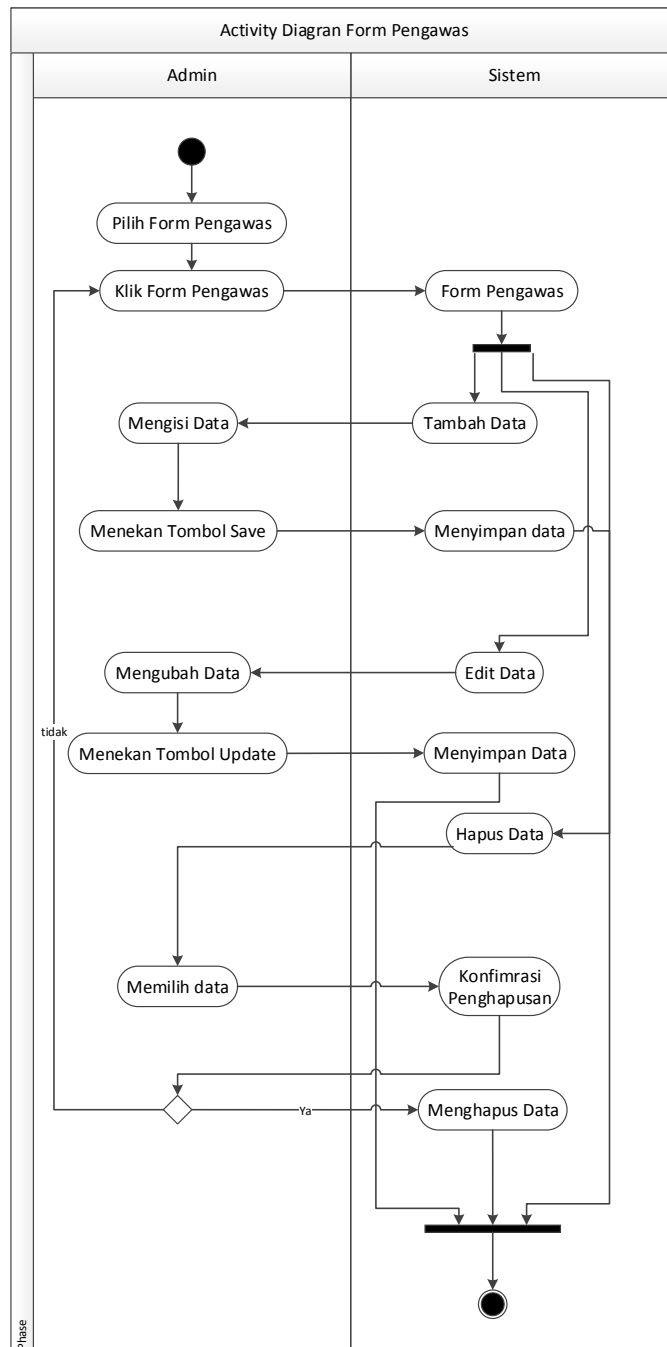 Activity Diagran Form Pengawas
Admin
Sistem
Pilih Form Pengawas
Klik Form Pengawas
Form Pengawas
Mengisi Data
Tambah Data
Menekan Tombol Save
Menyimpan data
Mengubah Data
Edit Data
tidak
Menekan Tombol Update
Menyimpan Data
Hapus Data
Memilih data
Konfimrasi
Penghapusan
Ya
Menghapus Data
Phase